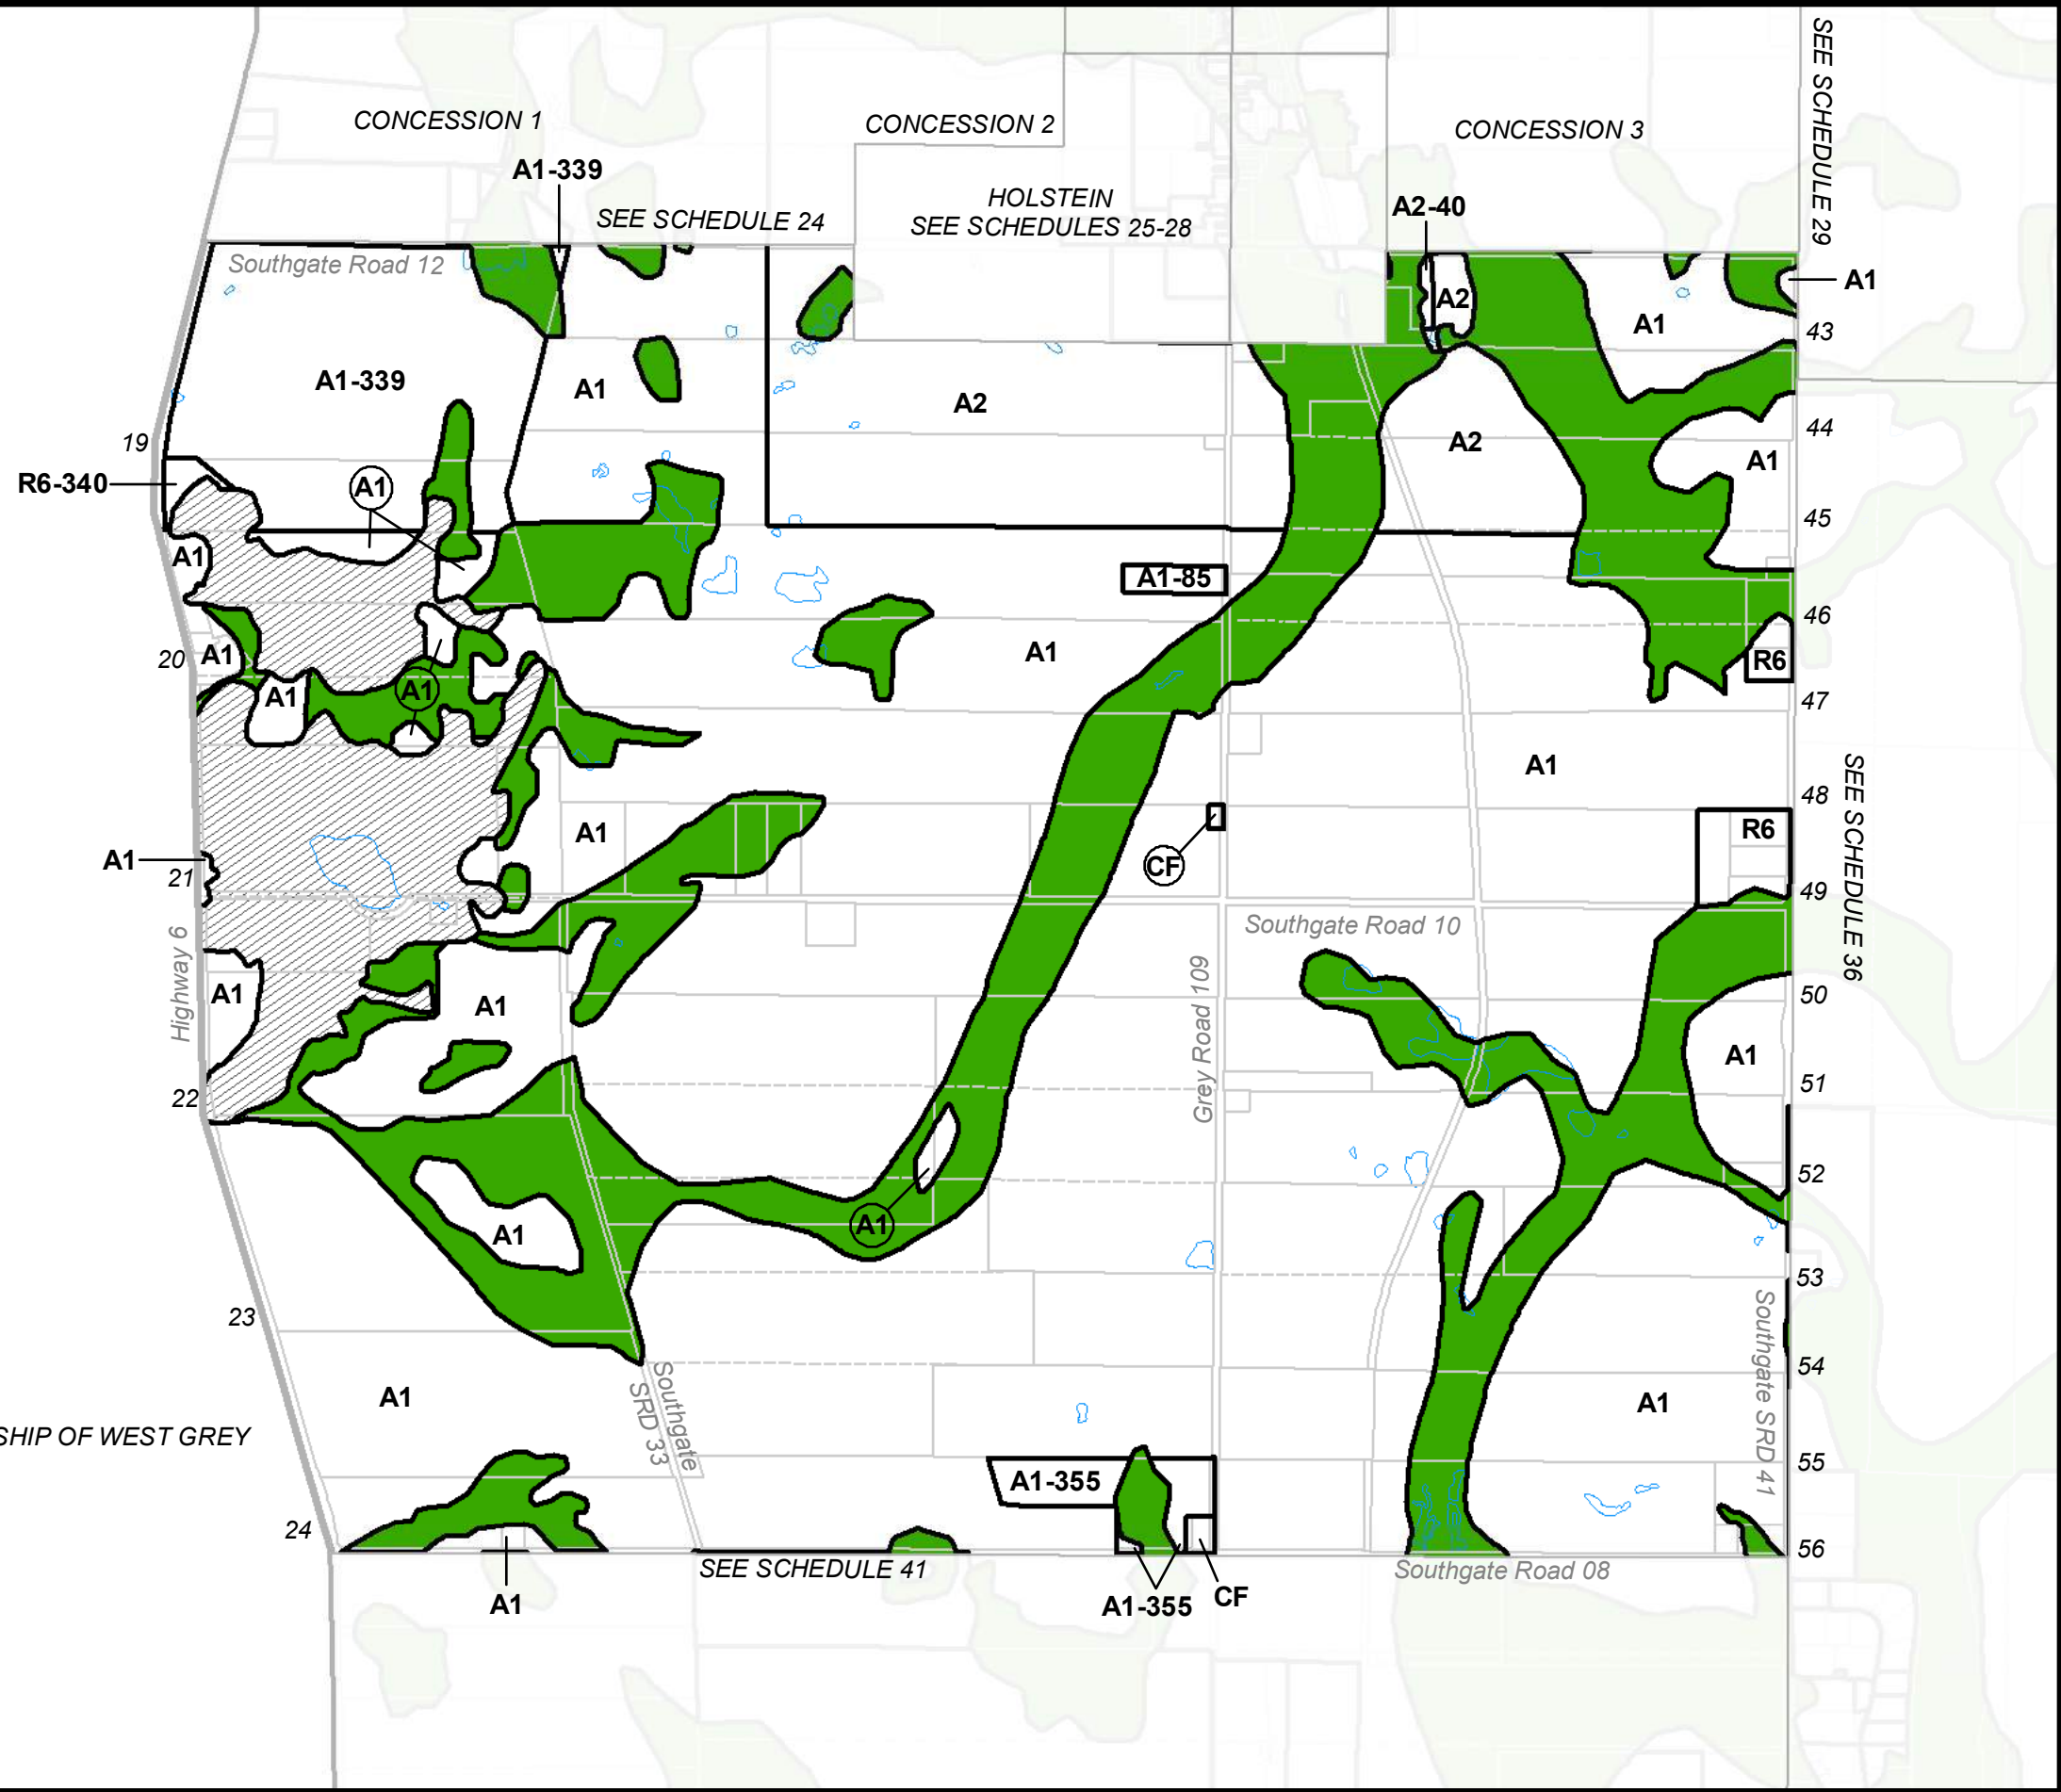 CONCESSION 1
CONCESSION 2
CONCESSION 3
SEE SCHEDULE 29
A1-339
SEE SCHEDULE 24
HOLSTEIN
SEE SCHEDULES 25-28
A2-40
Southgate Road 12
A1
A2
A1
43
A1-339
A1
A2
44
19
A2
A1
R6-340
A1
45
A1
A1-85
46
20
A1
A1
R6
A1
A1
47
A1
48
SEE SCHEDULE 36
A1
R6
A1
21
CF
49
Southgate Road 10
Highway 6
A1
A1
50
Grey Road 109
A1
51
22
52
A1
A1
53
23
Southgate SRD 41
54
Southgate
SRD 33
A1
A1
SHIP OF WEST GREY
55
A1-355
24
56
SEE SCHEDULE 41
Southgate Road 08
A1
A1-355
CF